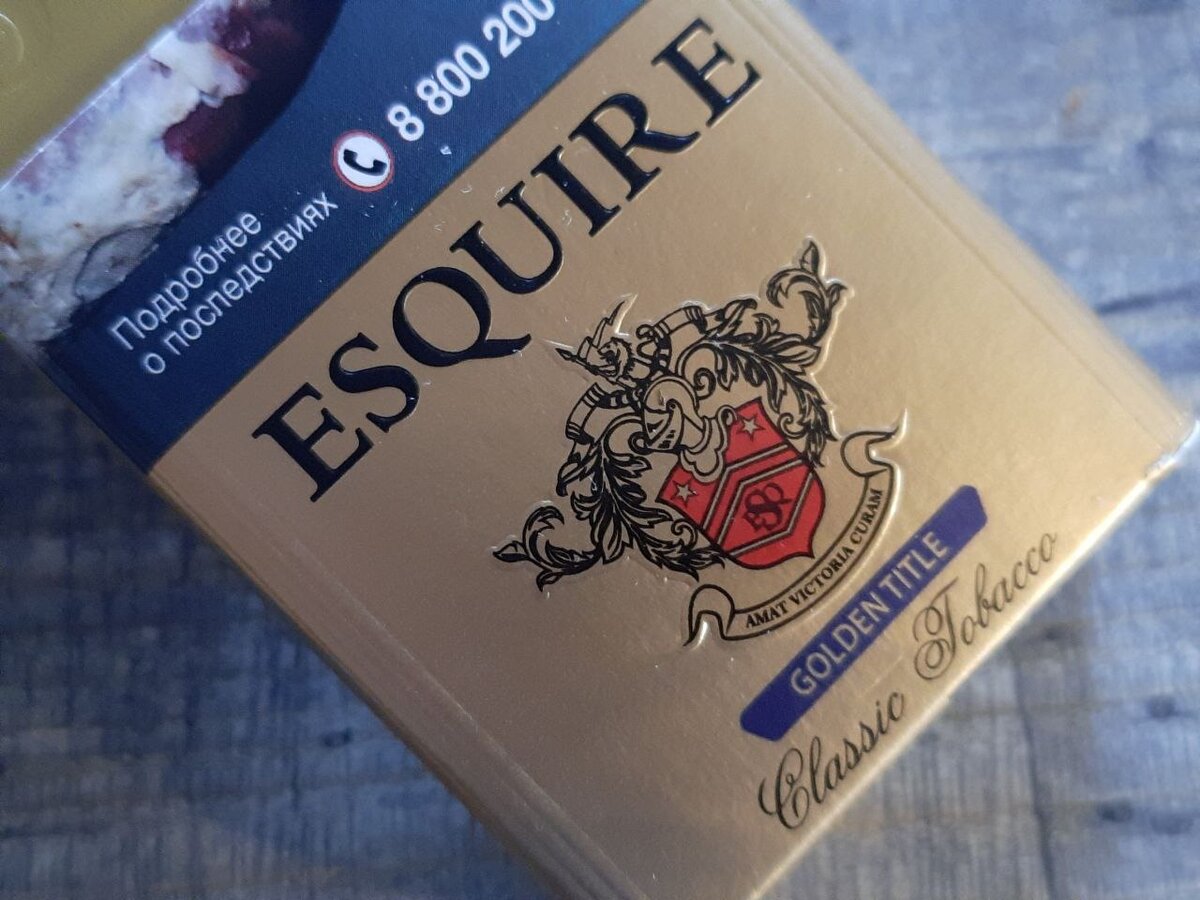 Подробнее
о последствиях
8 800 200
ESQUIRE
AMAT VICTORIA CURAM
GOLDEN TITLE
Classic Tobacco